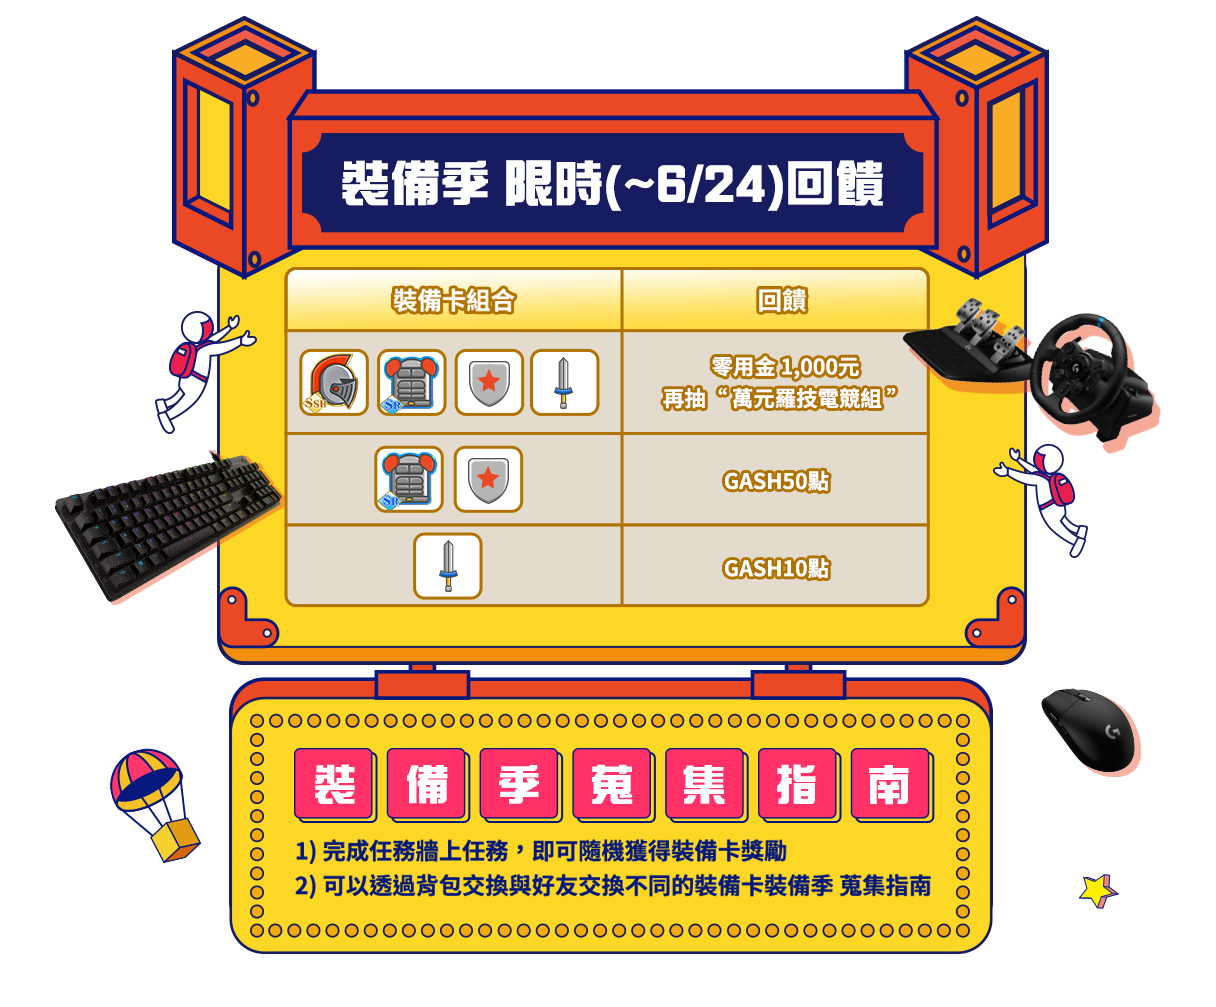 裝備季 限時(~6/24)回饋
裝備卡組合
回饋
SSR
SR
零用金 1,000元
再抽“萬元羅技電競組”
SR
GASH50點
GASH10點
裝備季蒐集指南
1) 完成任務牆上任務，即可隨機獲得裝備卡獎勵
2) 可以透過背包交換與好友交換不同的裝備卡裝備季 蒐集指南